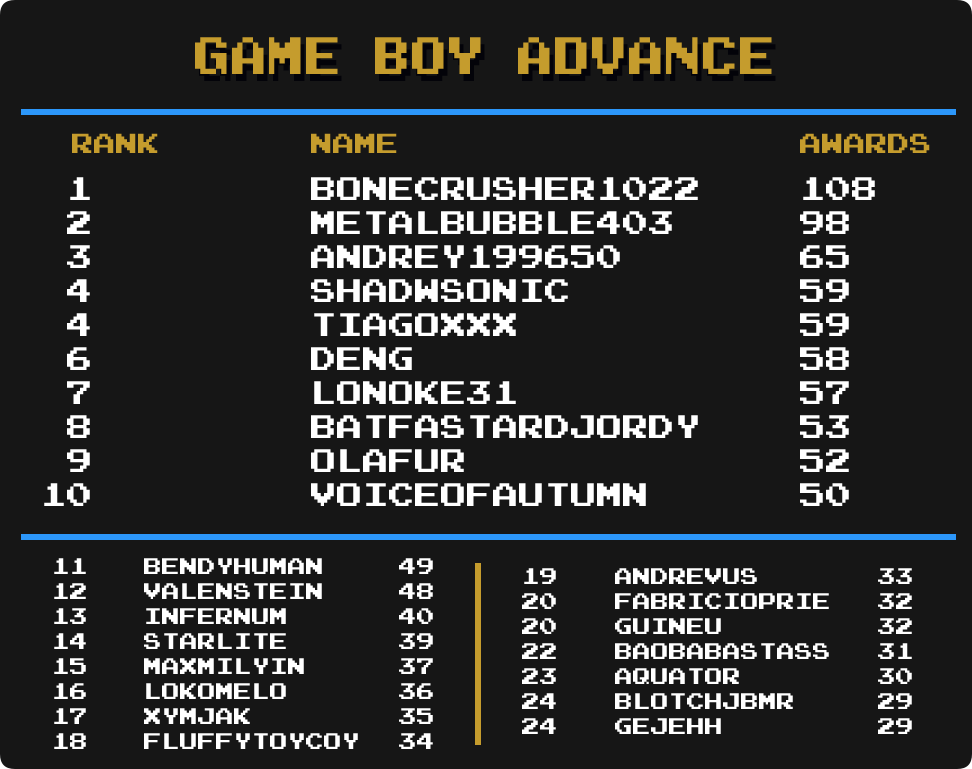 GAME BOY ADVANCE
RANK NAME AWARDS
1 BONECRUSHER1022 108
2 METALBUBBLE403 98
3 ANDREY199650 65
4 SHADWSONIC 59
4 TIAGOXXX 59
6 DENG 58
7 LONOKE31 57
8 BATFASTARDJORDY 53
9 OLAFUR 52
10 VOICEOFAUTUMN 50
11 BENDYHUMAN 49
12 VALENSTEIN 48
13 INFERNUM 40
14 STARLITE 39
15 MAXMILYIN 37
16 LOKOMELO 36
17 XYMJAK 35
18 FLUFFYTOYCOY 34
19 ANDREVUS 33
20 FABRICIOPRIE 32
20 GUINEU 32
22 BAOBABASTASS 31
23 AQUATOR 30
24 BLOTCHJBMR 29
24 GEJEHH 29